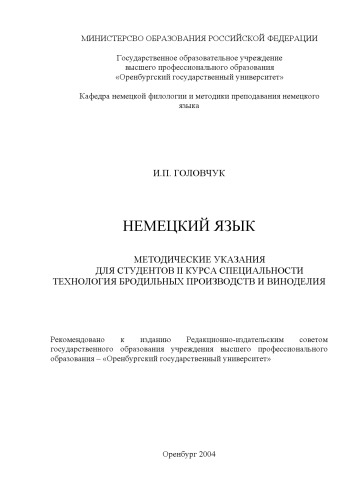 МИНИСТЕРСВО ОБРАЗОВАНИЯ РОССИЙСКОЙ ФЕДЕРАЦИИ
Государственное образовательное учреждение
высшего профессионального образования
«Оренбургский государственный университет»
Кафедра немецкой филологии и методики преподавания немецкого
языка
И.П. ГОЛОВЧУК
НЕМЕЦКИЙ ЯЗЫК
МЕТОДИЧЕСКИЕ УКАЗАНИЯ
ДЛЯ СТУДЕНТОВ II КУРСА СПЕЦИАЛЬНОСТИ
ТЕХНОЛОГИЯ БРОДИЛЬНЫХ ПРОИЗВОДСТВ И ВИНОДЕЛИЯ
Рекомендовано к изданию Редакционно-издательским советом
государственного образования учреждения высшего профессионального
образования – «Оренбургский государственный университет»
Оренбург 2004